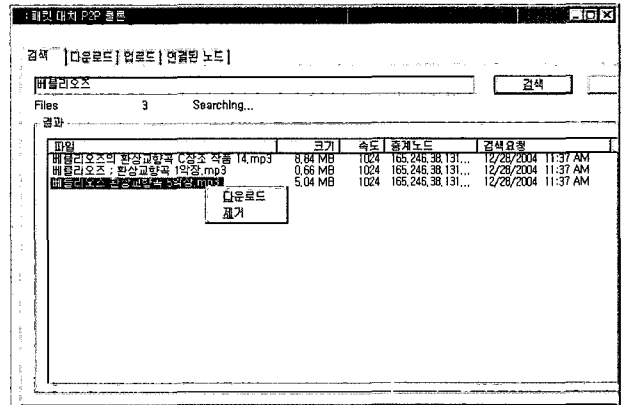 패킷 대치 P2P 클론
검색 다운로드 업로드 연결된 노드
베를리오즈 검색
Files 3 Searching...
결과
파일 크기 속도 중계노드 검색요청
베를리오즈의 환상교향곡 C장조 작품 14.mp3 8.84 MB 1024 165.246.38.131... 12/28/2004 11:37 AM
베를리오즈 ; 환상교향곡 1악장.mp3 0.66 MB 1024 165.246.38.131... 12/28/2004 11:37 AM
베를리오즈 환상교향곡 5악장.mp3 5.04 MB 1024 165.246.38.131... 12/28/2004 11:37 AM
다운로드
제거